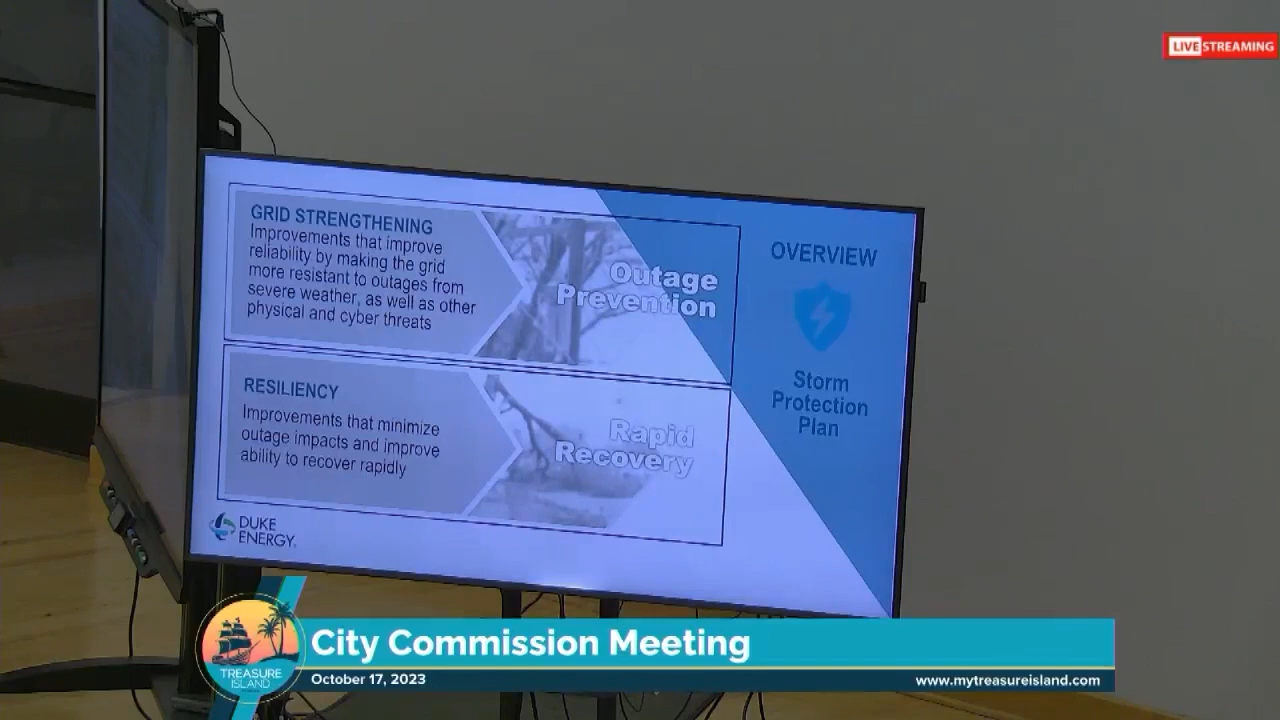 LIVE STREAMING
GRID STRENGTHENING
Improvements that improve
reliability by making the grid
more resistant to outages from
severe weather, as well as other
physical and cyber threats
Outage
Prevention
OVERVIEW
Storm
Protection
Plan
RESILIENCY
Improvements that minimize
outage impacts and improve
ability to recover rapidly
Rapid
Recovery
DUKE
ENERGY.
TREASURE
ISLAND
City Commission Meeting
October 17, 2023
www.mytreasureisland.com